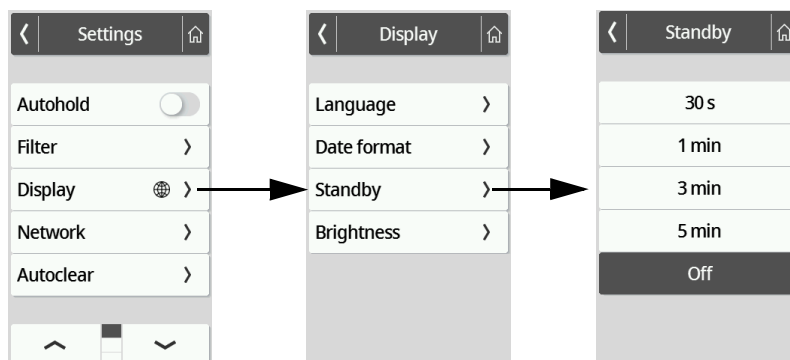 Settings
Autohold
Filter
Display
Network
Autoclear
Display
Language
Date format
Standby
Brightness
Standby
30 s
1 min
3 min
5 min
Off